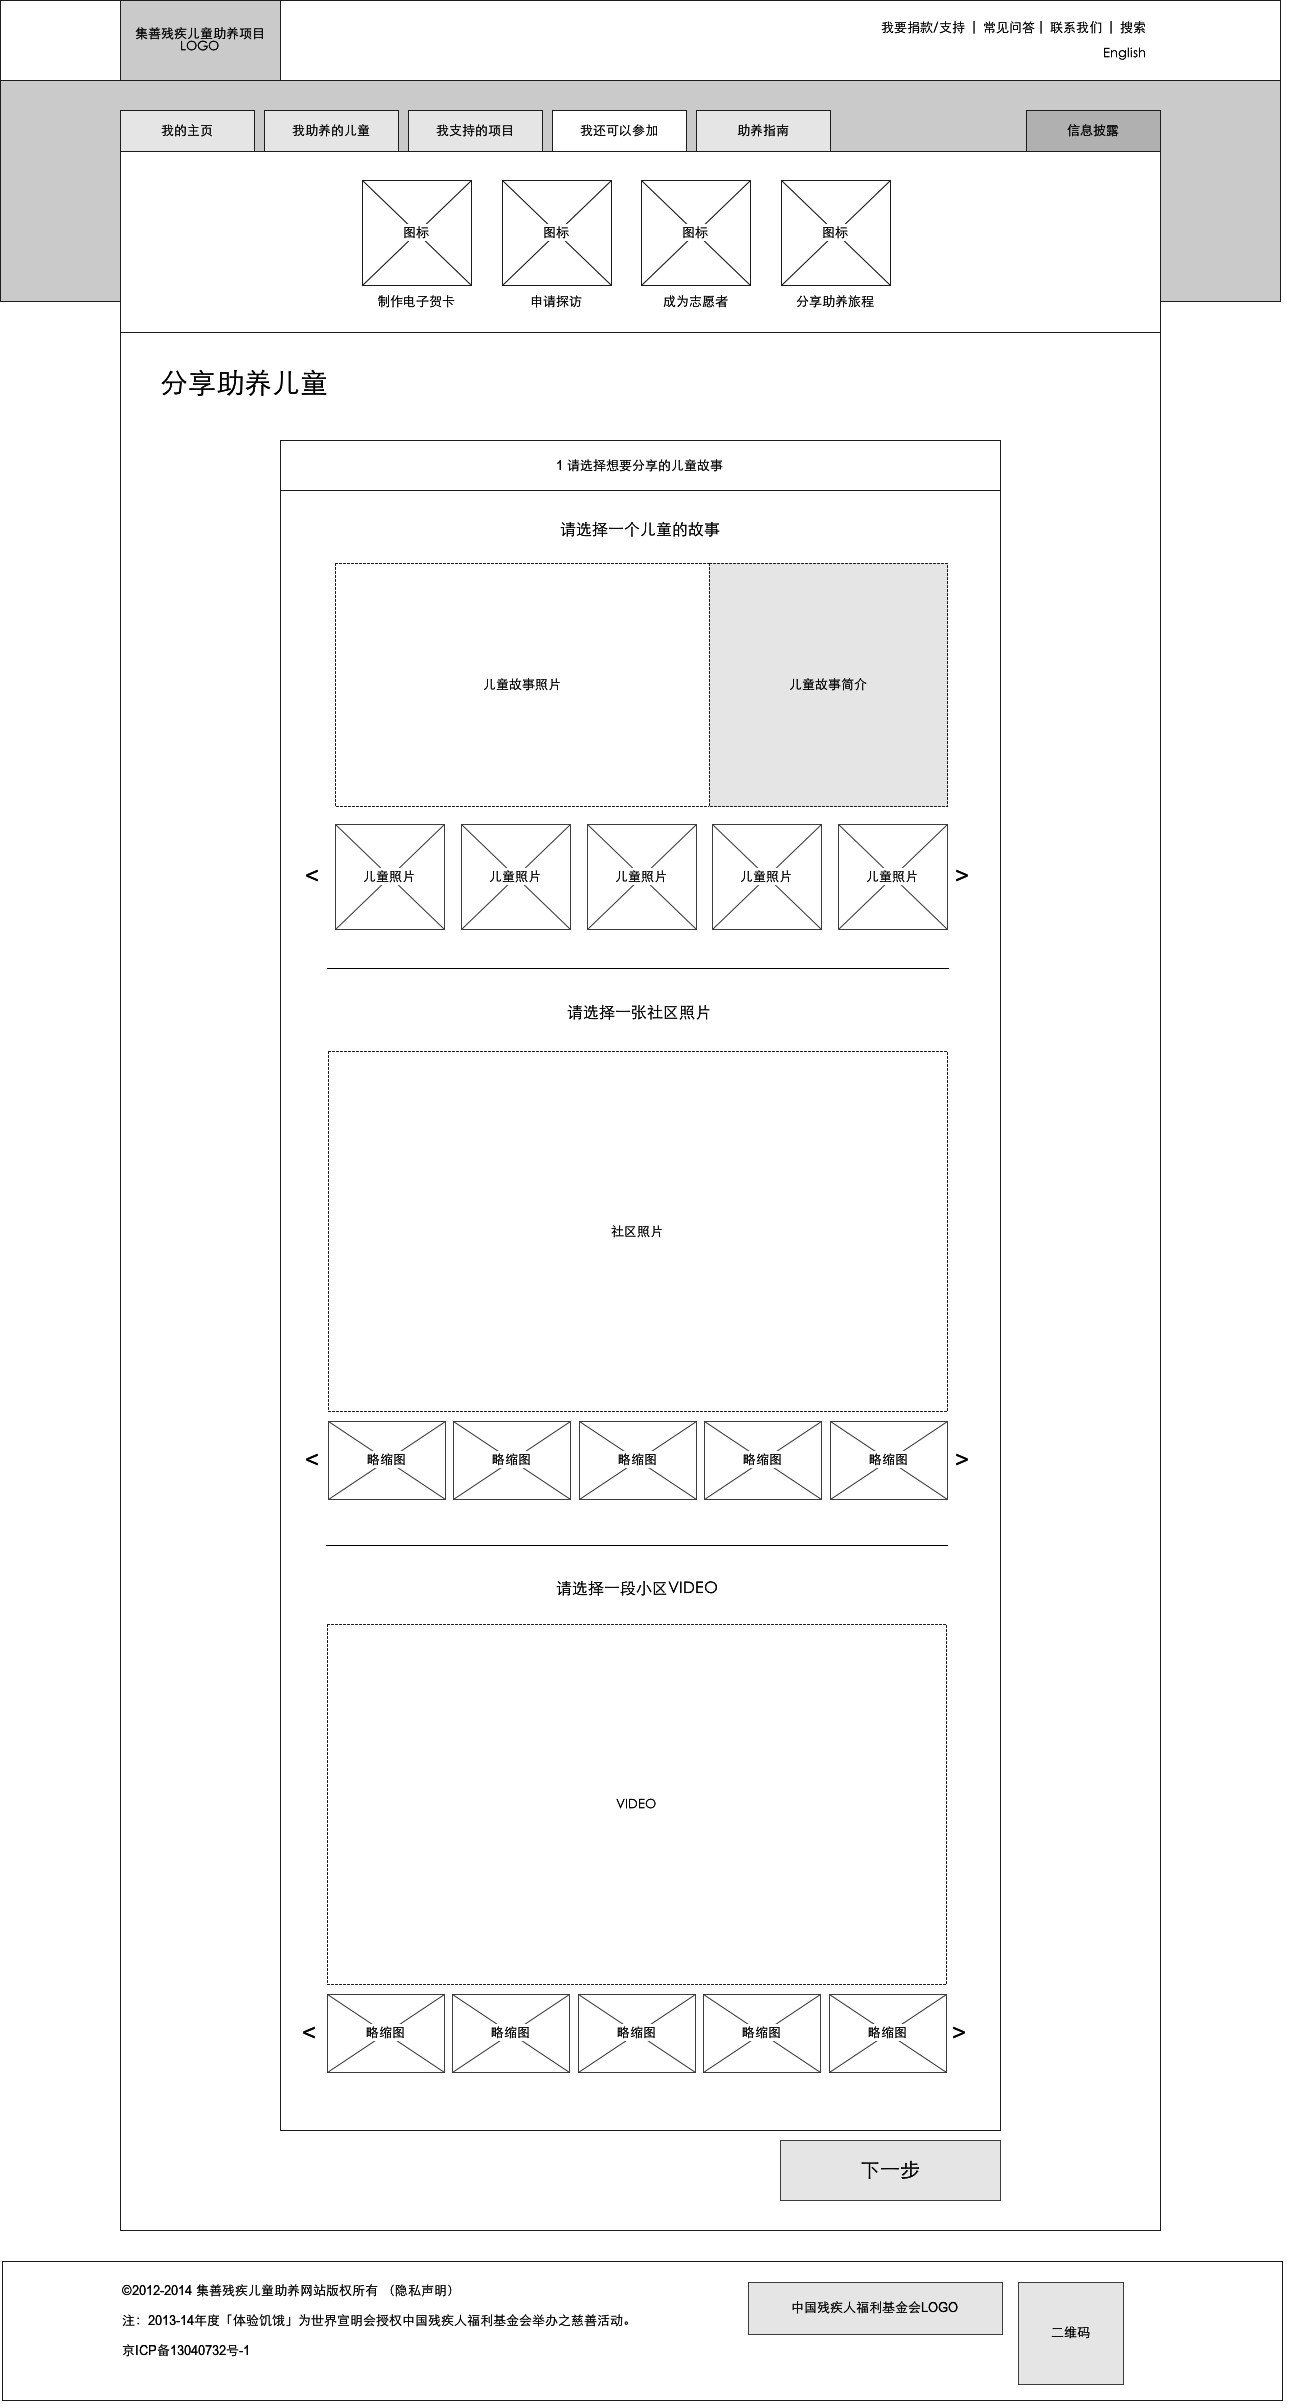 集善残疾儿童助养项目
LOGO
我要捐款/支持 | 常见问答 | 联系我们 | 搜索
English
我的主页
我助养的儿童
我支持的项目
我还可以参加
助养指南
信息披露
图标
图标
图标
图标
制作电子贺卡
申请探访
成为志愿者
分享助养旅程
分享助养儿童
1 请选择想要分享的儿童故事
请选择一个儿童的故事
儿童故事照片
儿童故事简介
<
儿童照片
儿童照片
儿童照片
儿童照片
儿童照片
>
请选择一张社区照片
社区照片
<
略缩图
略缩图
略缩图
略缩图
略缩图
>
请选择一段小区VIDEO
VIDEO
<
略缩图
略缩图
略缩图
略缩图
略缩图
>
下一步
©2012-2014 集善残疾儿童助养网站版权所有 （隐私声明）
注：2013-14年度「体验饥饿」为世界宣明会授权中国残疾人福利基金会举办之慈善活动。
京ICP备13040732号-1
中国残疾人福利基金会LOGO
二维码